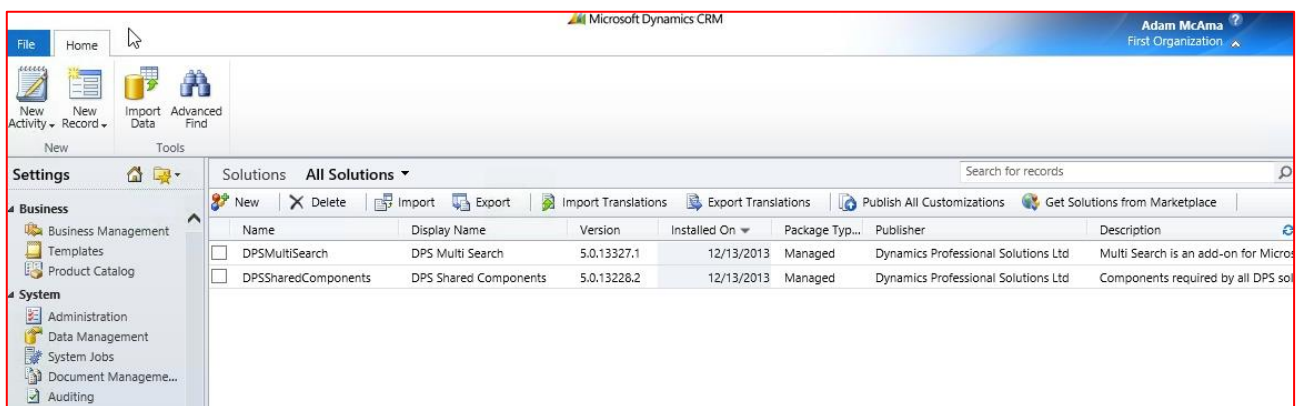 Microsoft Dynamics CRM
Adam McAma
First Organization
File Home
New Activity New Record Import Data Advanced Find
New Tools
Settings
Solutions All Solutions
Search for records
New Delete Import Export Import Translations Export Translations Publish All Customizations Get Solutions from Marketplace
Name Display Name Version Installed On Package Typ... Publisher Description
DPSMultiSearch DPS Multi Search 5.0.13327.1 12/13/2013 Managed Dynamics Professional Solutions Ltd Multi Search is an add-on for Micros
DPSSharedComponents DPS Shared Components 5.0.13228.2 12/13/2013 Managed Dynamics Professional Solutions Ltd Components required by all DPS sol
Business
Business Management
Templates
Product Catalog
System
Administration
Data Management
System Jobs
Document Manageme...
Auditing